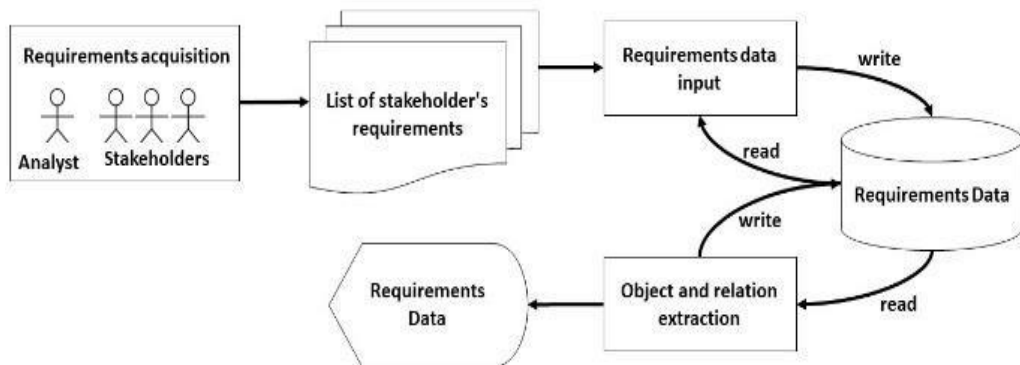 Requirements acquisition
Analyst
Stakeholders
List of stakeholder's
requirements
Requirements data
input
write
read
write
Requirements Data
read
Object and relation
extraction
Requirements
Data